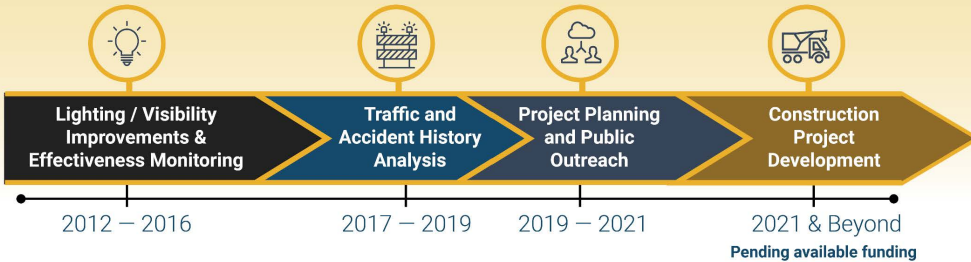 Lighting / Visibility
Improvements &
Effectiveness Monitoring
Traffic and
Accident History
Analysis
Project Planning
and Public
Outreach
Construction
Project
Development
2012 — 2016
2017 — 2019
2019 — 2021
2021 & Beyond
Pending available funding